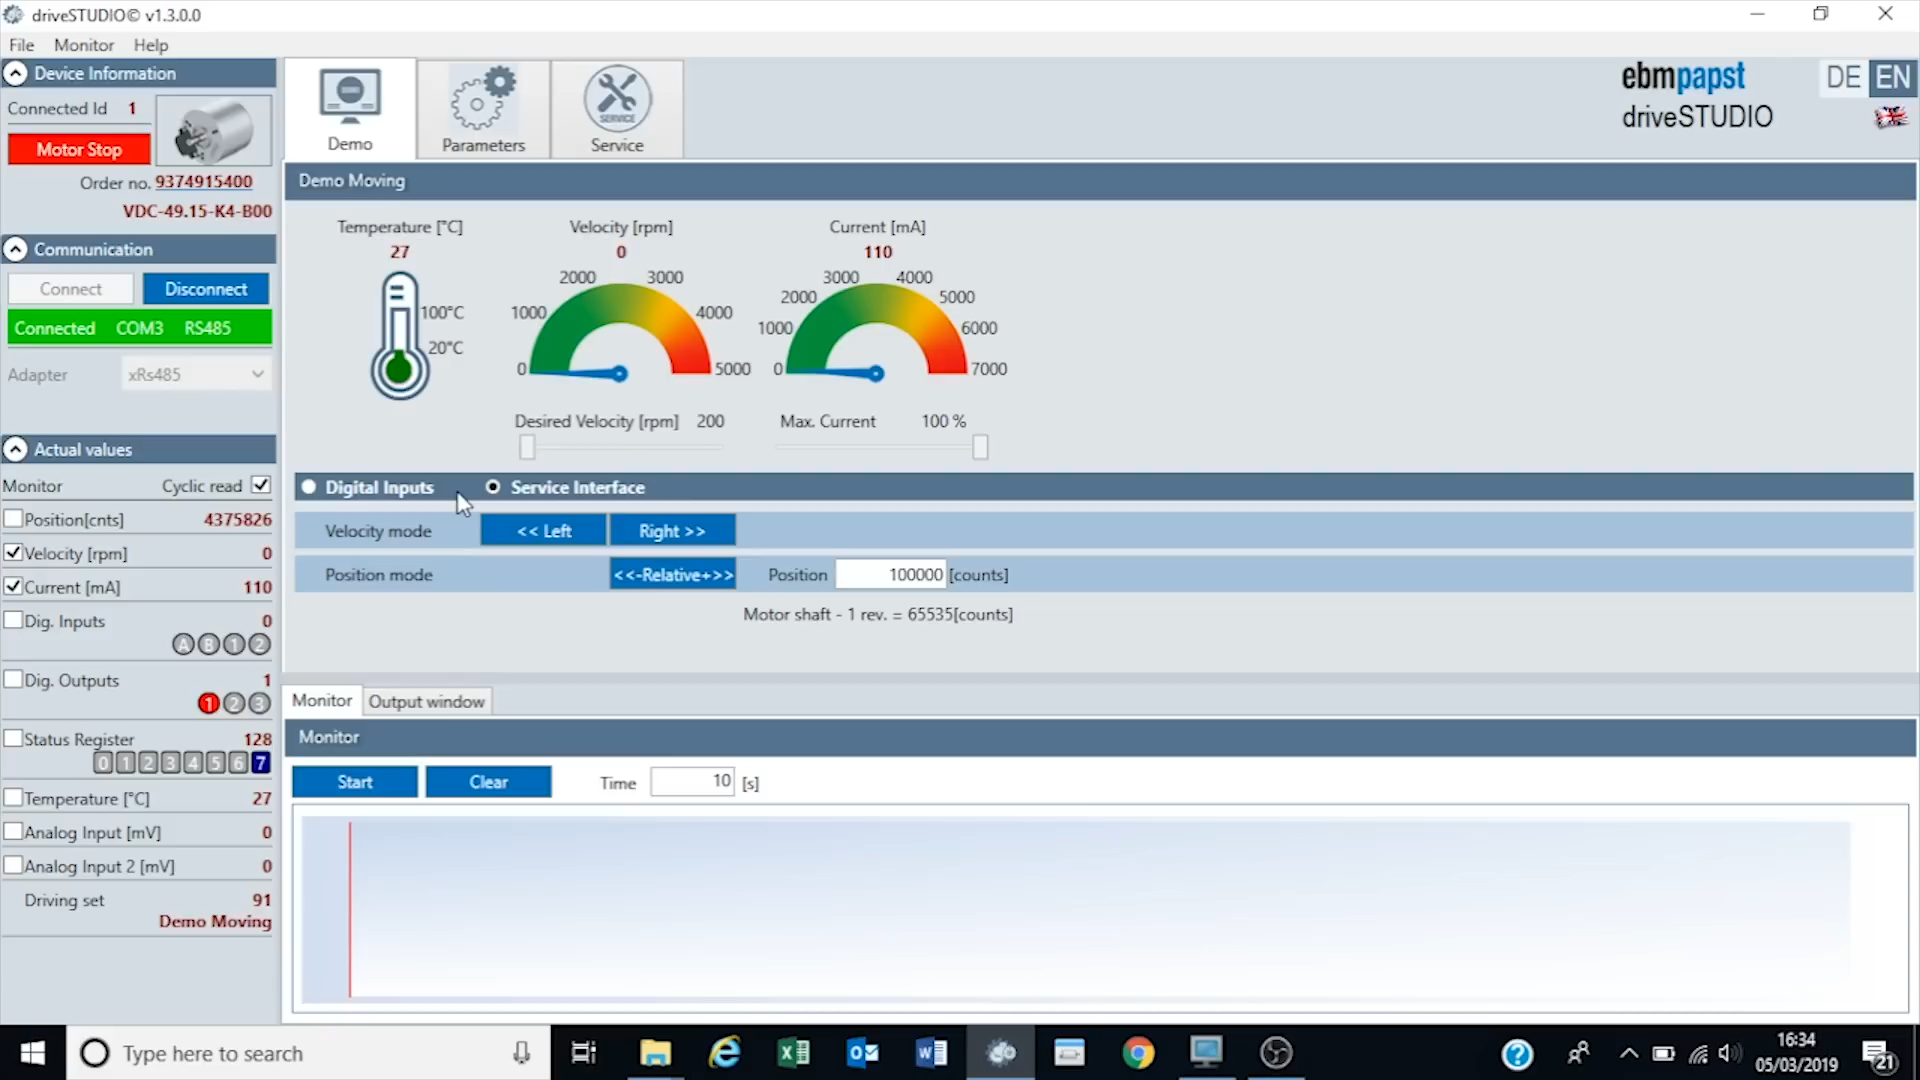 driveSTUDIO© v1.3.0.0
File Monitor Help
Device Information
Connected Id 1
Motor Stop
Order no. 9374915400
VDC-49.15-K4-B00
Communication
Connect Disconnect
Connected COM3 RS485
Adapter xRs485
Actual values
Monitor Cyclic read
Position[cnts] 4375826
Velocity [rpm] 0
Current [mA] 110
Dig. Inputs 0
A B 1 2
Dig. Outputs 1
1 2 3
Status Register 128
0 1 2 3 4 5 6 7
Temperature [°C] 27
Analog Input [mV] 0
Analog Input 2 [mV] 0
Driving set 91
Demo Moving
Demo Parameters Service
SERVICE
ebmpapst
driveSTUDIO
DE EN
Demo Moving
Temperature [°C] Velocity [rpm] Current [mA]
27 0 110
100°C
20°C
0 1000 2000 3000 4000 5000
0 1000 2000 3000 4000 5000 6000 7000
Desired Velocity [rpm] 200 Max. Current 100 %
Digital Inputs Service Interface
Velocity mode << Left Right >>
Position mode <<-Relative+>> Position 100000 [counts]
Motor shaft - 1 rev. = 65535[counts]
Monitor Output window
Monitor
Start Clear Time 10 [s]
Type here to search
16:34
05/03/2019
21